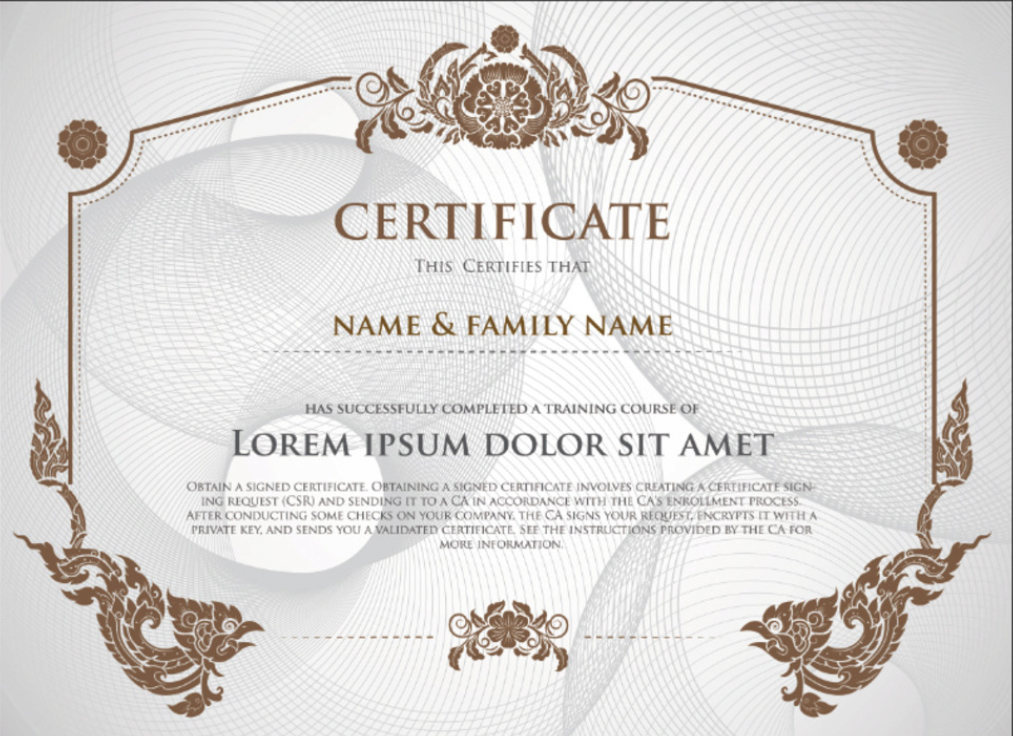 CERTIFICATE
THIS CERTIFIES THAT
NAME & FAMILY NAME
HAS SUCCESSFULLY COMPLETED A TRAINING COURSE OF
LOREM IPSUM DOLOR SIT AMET
OBTAIN A SIGNED CERTIFICATE. OBTAINING A SIGNED CERTIFICATE INVOLVES CREATING A CERTIFICATE SIGN-
ING REQUEST (CSR) AND SENDING IT TO A CA IN ACCORDANCE WITH THE CA'S ENROLLMENT PROCESS.
AFTER CONDUCTING SOME CHECKS ON YOUR COMPANY, THE CA SIGNS YOUR REQUEST, ENCRYPTS IT WITH A
PRIVATE KEY, AND SENDS YOU A VALIDATED CERTIFICATE. SEE THE INSTRUCTIONS PROVIDED BY THE CA FOR
MORE INFORMATION.